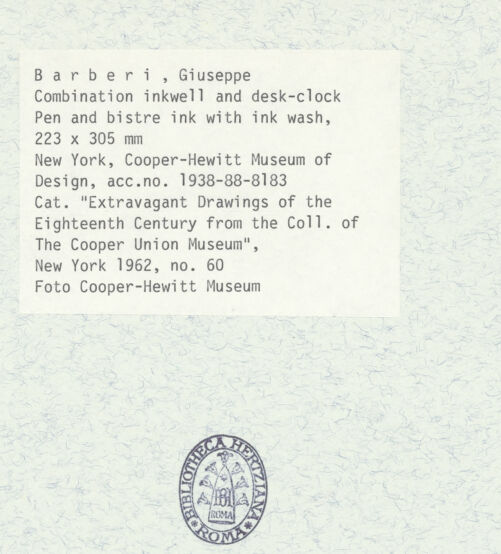 B a r b e r i , Giuseppe
Combination inkwell and desk-clock
Pen and bistre ink with ink wash,
223 x 305 mm
New York, Cooper-Hewitt Museum of
Design, acc.no. 1938-88-8183
Cat. "Extravagant Drawings of the
Eighteenth Century from the Coll. of
The Cooper Union Museum",
New York 1962, no. 60
Foto Cooper-Hewitt Museum
BIBLIOTHECA HERTZIANA
ROMA
* ROMA *